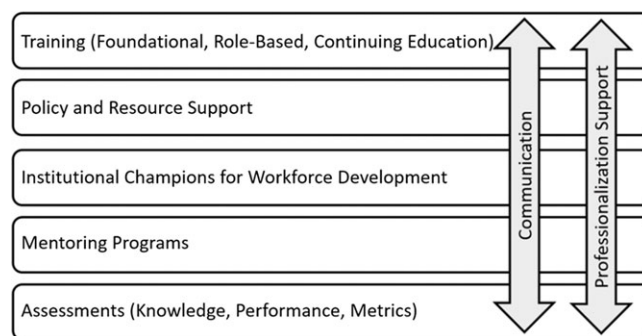 Training (Foundational, Role-Based, Continuing Education)
Policy and Resource Support
Institutional Champions for Workforce Development
Mentoring Programs
Assessments (Knowledge, Performance, Metrics)
Communication
Professionalization Support